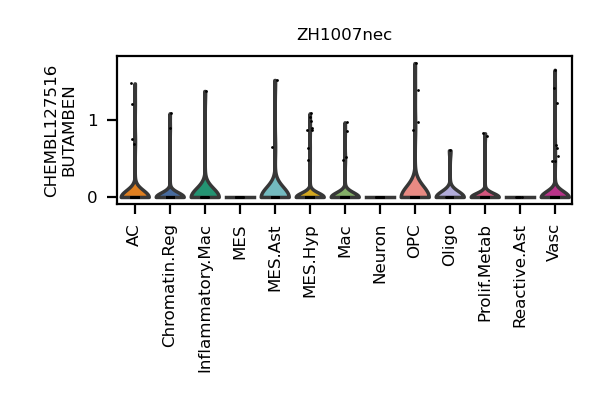 ZH1007nec
CHEMBL127516
BUTAMBEN
1
0
AC
Chromatin.Reg
Inflammatory.Mac
MES
MES.Ast
MES.Hyp
Mac
Neuron
OPC
Oligo
Prolif.Metab
Reactive.Ast
Vasc